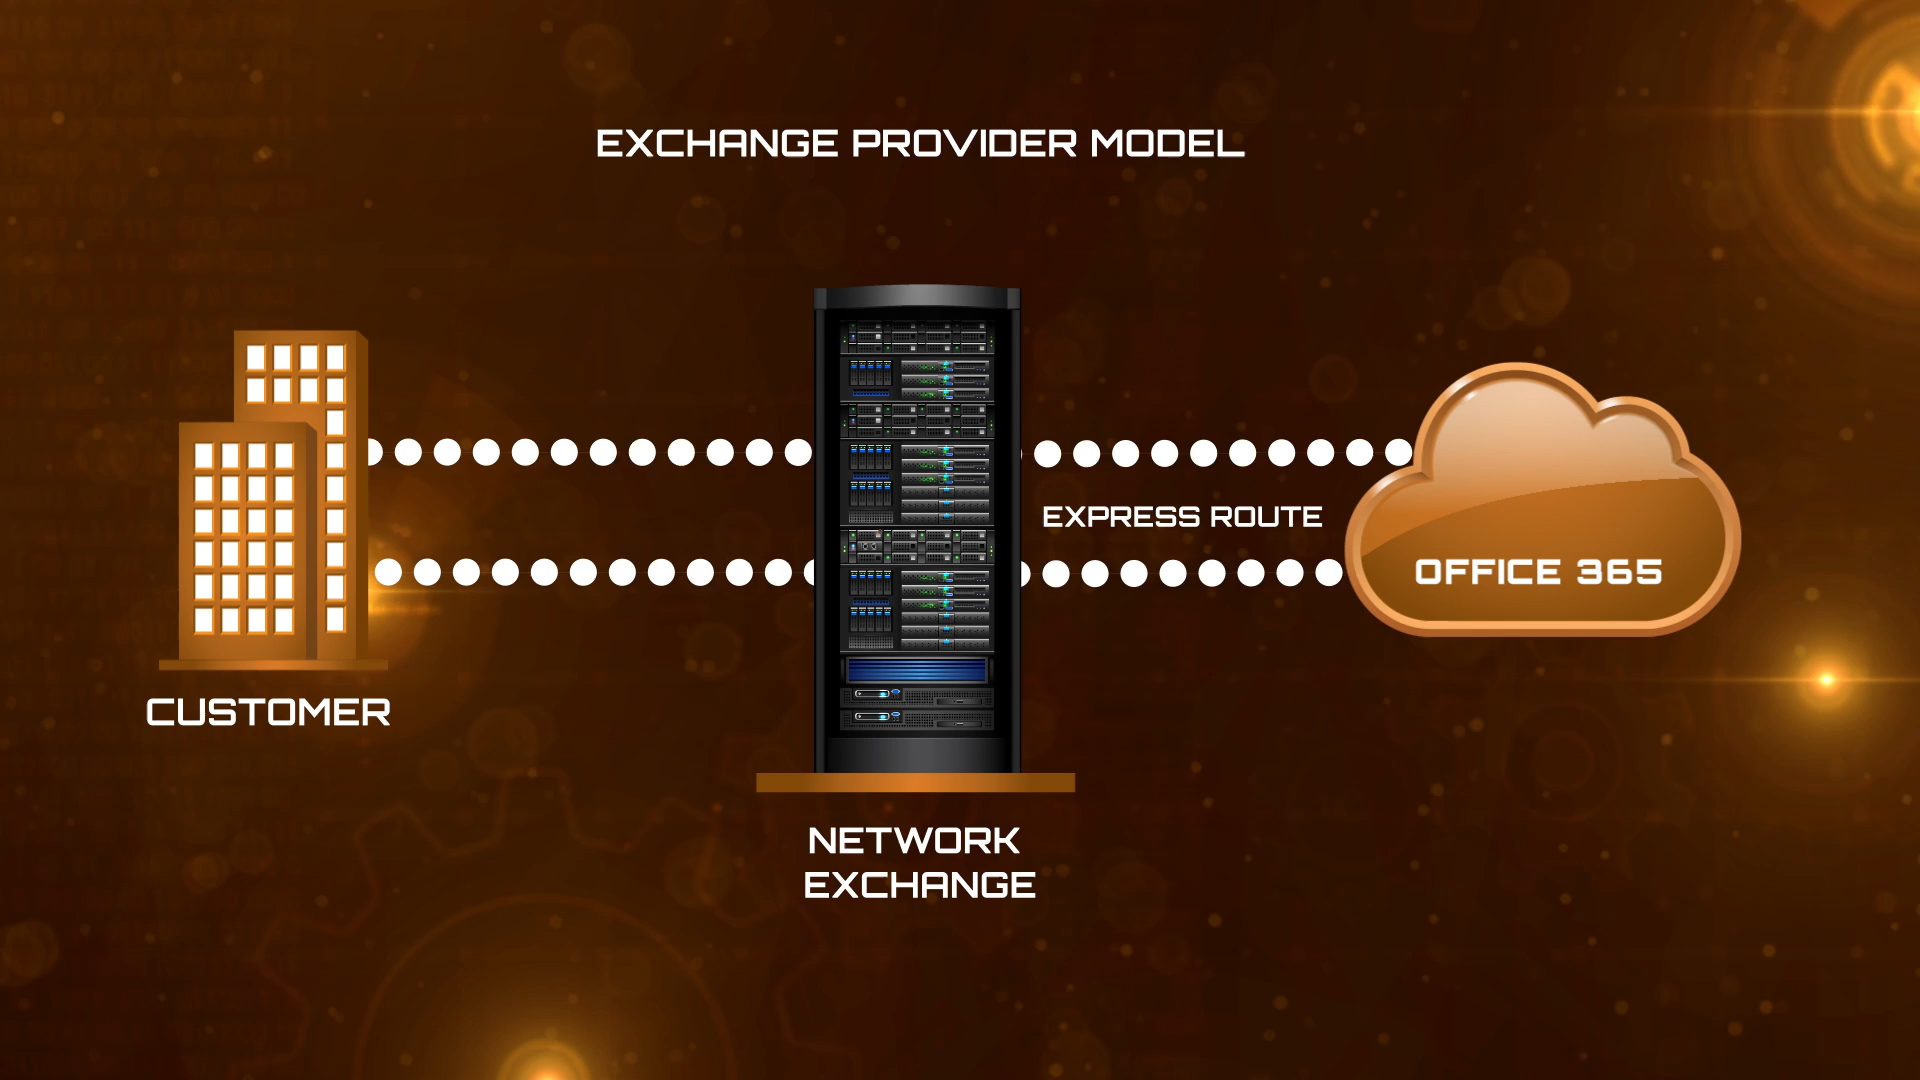 EXCHANGE PROVIDER MODEL
EXPRESS ROUTE
OFFICE 365
CUSTOMER
NETWORK
EXCHANGE